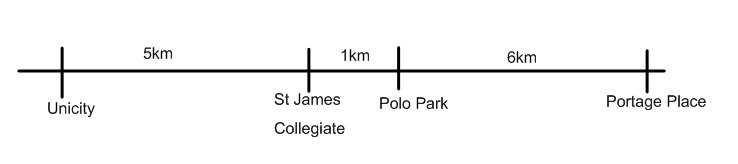 5km
1km
6km
Unicity
St James
Collegiate
Polo Park
Portage Place